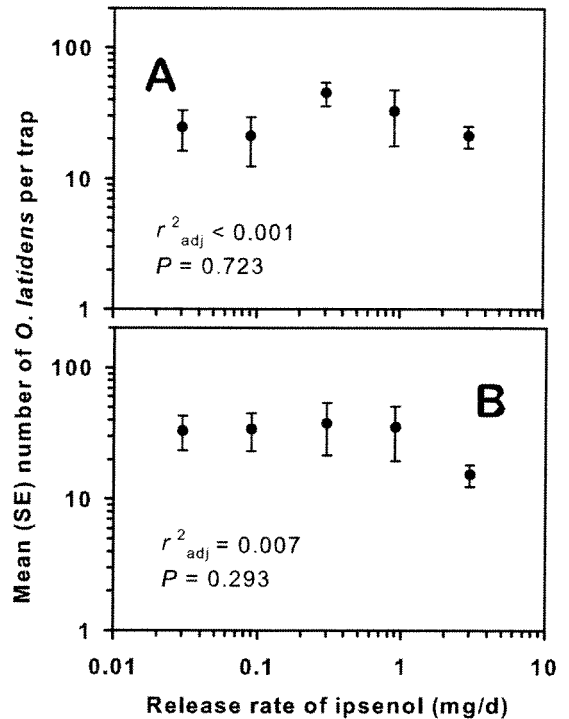 Mean (SE) number of O. latidens per trap
100
10
1
A
r²adj < 0.001
P = 0.723
100
10
1
B
r²adj = 0.007
P = 0.293
0.01 0.1 1 10
Release rate of ipsenol (mg/d)